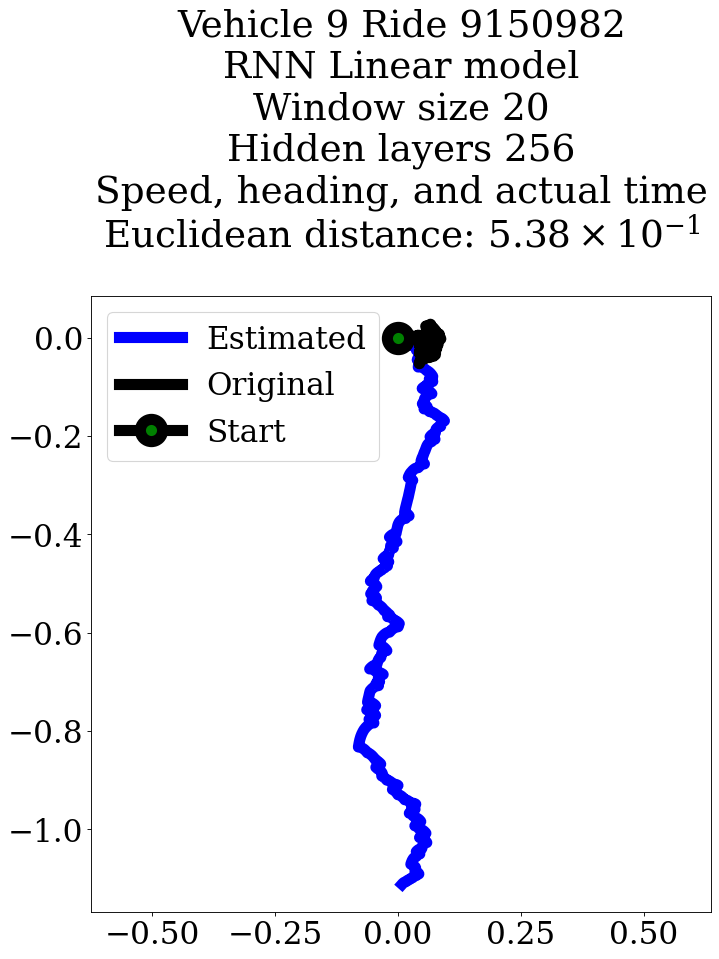 Vehicle 9 Ride 9150982
RNN Linear model
Window size 20
Hidden layers 256
Speed, heading, and actual time
Euclidean distance: 5.38 × 10⁻¹
Estimated
Original
Start
0.0
−0.2
−0.4
−0.6
−0.8
−1.0
−0.50 −0.25 0.00 0.25 0.50